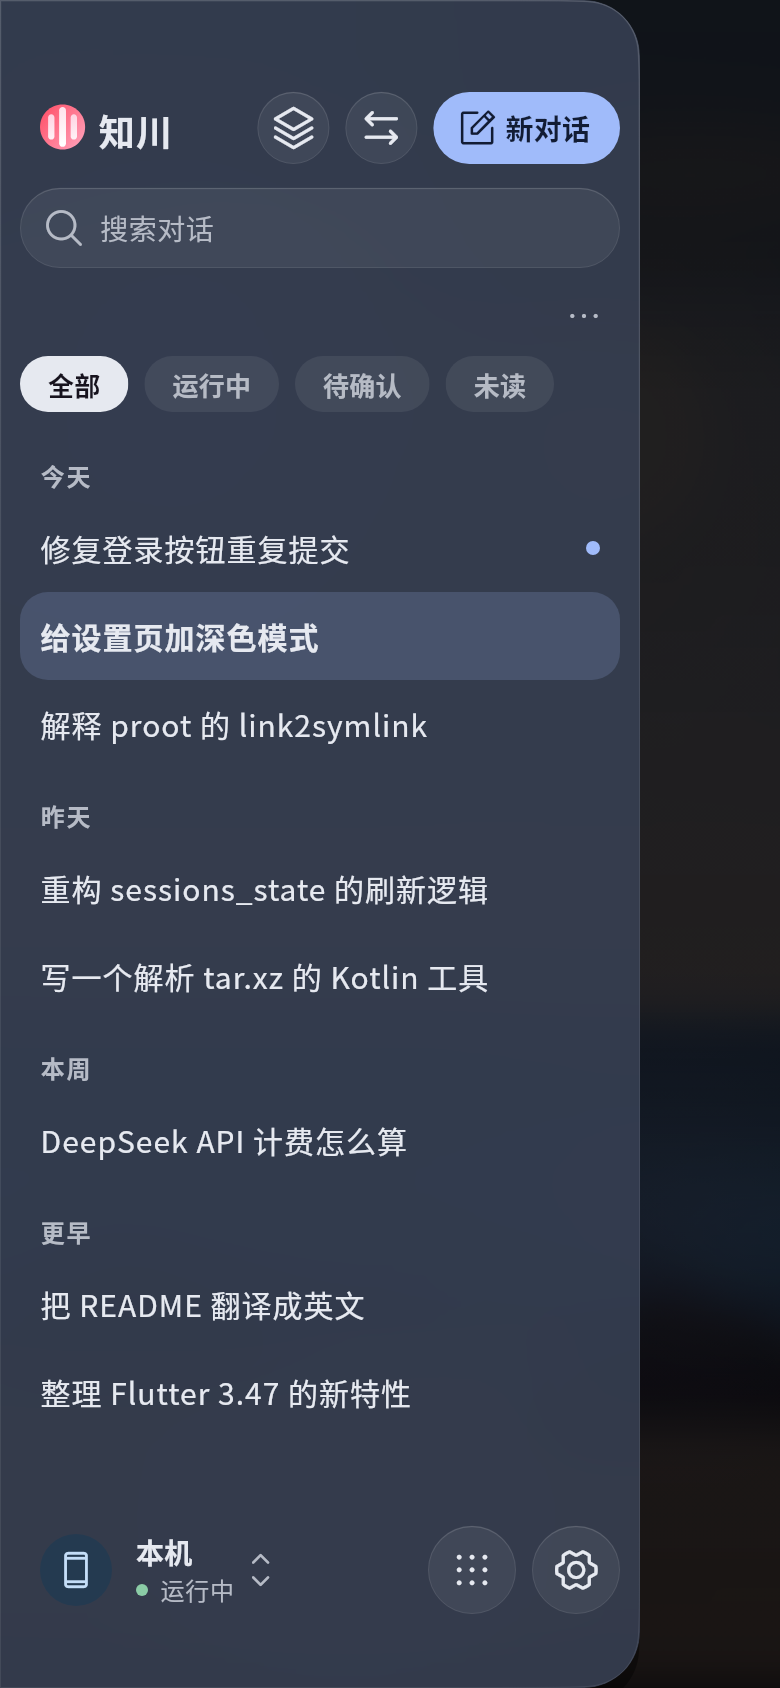 知川
新对话
搜索对话
...
全部 运行中 待确认 未读
今天
修复登录按钮重复提交
给设置页加深色模式
解释 proot 的 link2symlink
昨天
重构 sessions_state 的刷新逻辑
写一个解析 tar.xz 的 Kotlin 工具
本周
DeepSeek API 计费怎么算
更早
把 README 翻译成英文
整理 Flutter 3.47 的新特性
本机
运行中